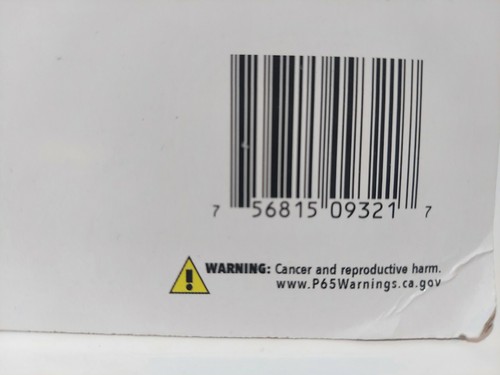 7 56815 09321 7
WARNING: Cancer and reproductive harm.
www.P65Warnings.ca.gov